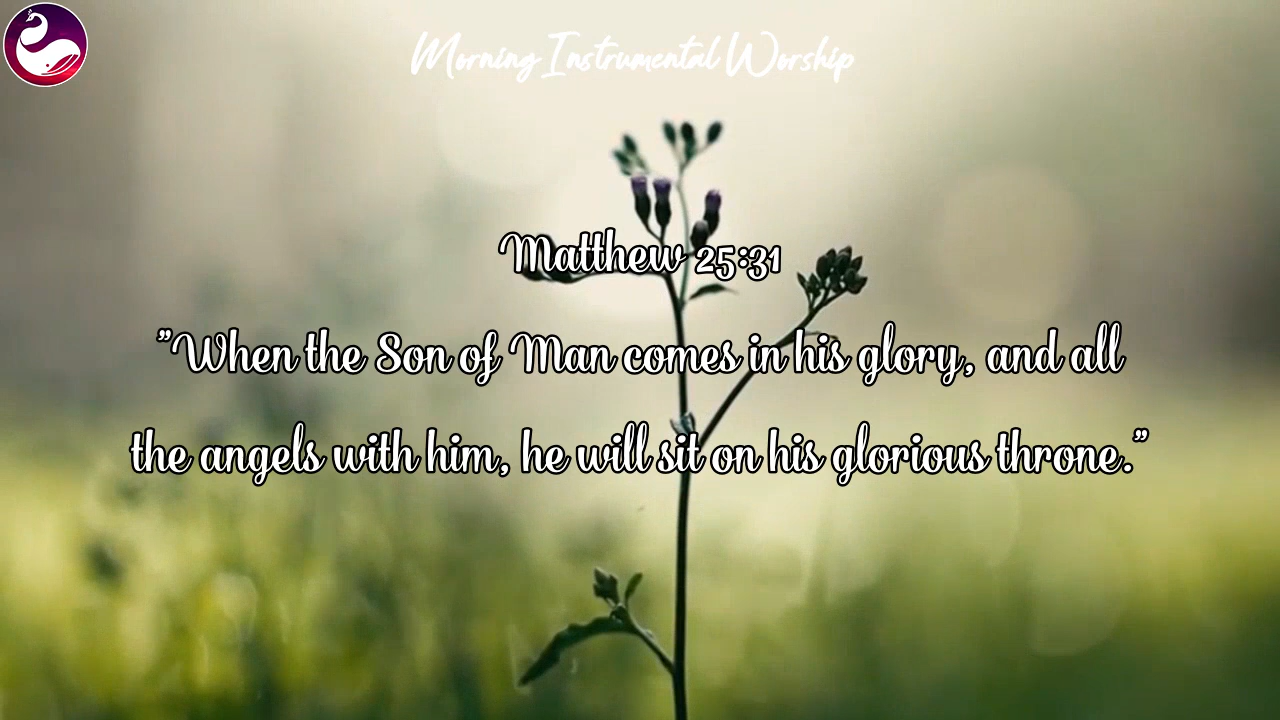 Morning Instrumental Worship
Matthew 25:31
"When the Son of Man comes in his glory, and all
the angels with him, he will sit on his glorious throne."